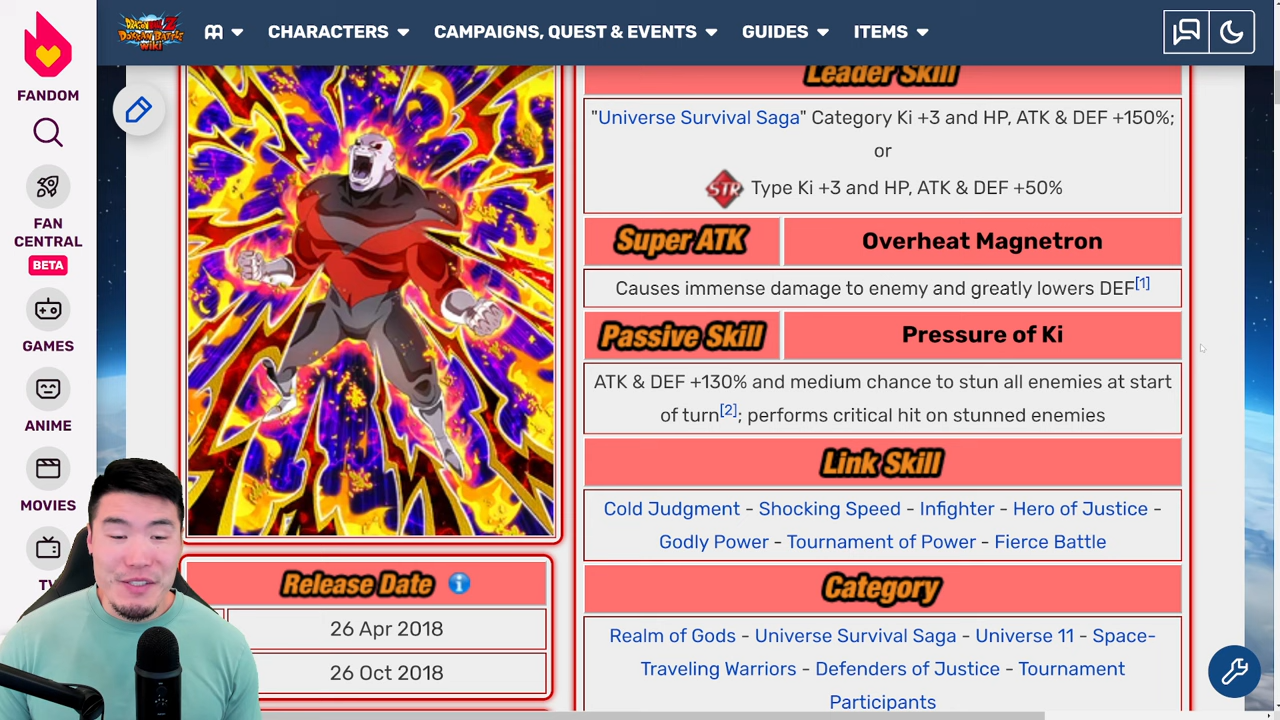 DRAGON BALL Z
DOKKAN BATTLE
WIKI
CHARACTERS
CAMPAIGNS, QUEST & EVENTS
GUIDES
ITEMS
FANDOM
FAN
CENTRAL
BETA
GAMES
ANIME
MOVIES
TV
Leader Skill
"Universe Survival Saga" Category Ki +3 and HP, ATK & DEF +150%;
or
STR Type Ki +3 and HP, ATK & DEF +50%
Super ATK
Overheat Magnetron
Causes immense damage to enemy and greatly lowers DEF[1]
Passive Skill
Pressure of Ki
ATK & DEF +130% and medium chance to stun all enemies at start
of turn[2]; performs critical hit on stunned enemies
Link Skill
Cold Judgment - Shocking Speed - Infighter - Hero of Justice -
Godly Power - Tournament of Power - Fierce Battle
Category
Realm of Gods - Universe Survival Saga - Universe 11 - Space-
Traveling Warriors - Defenders of Justice - Tournament
Participants
Release Date
26 Apr 2018
26 Oct 2018